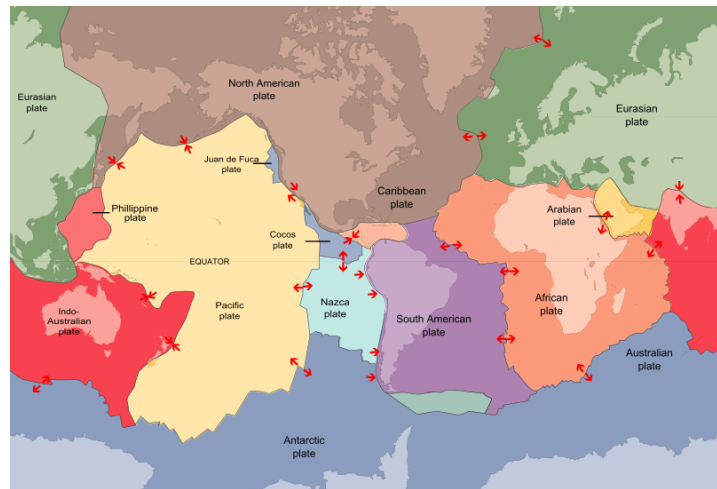 North American
plate
Eurasian
plate
Eurasian
plate
Juan de Fuca
plate
Caribbean
plate
Phillippine
plate
Arabian
plate
Cocos
plate
EQUATOR
Indo-
Australian
plate
Pacific
plate
Nazca
plate
South American
plate
African
plate
Australian
plate
Antarctic
plate